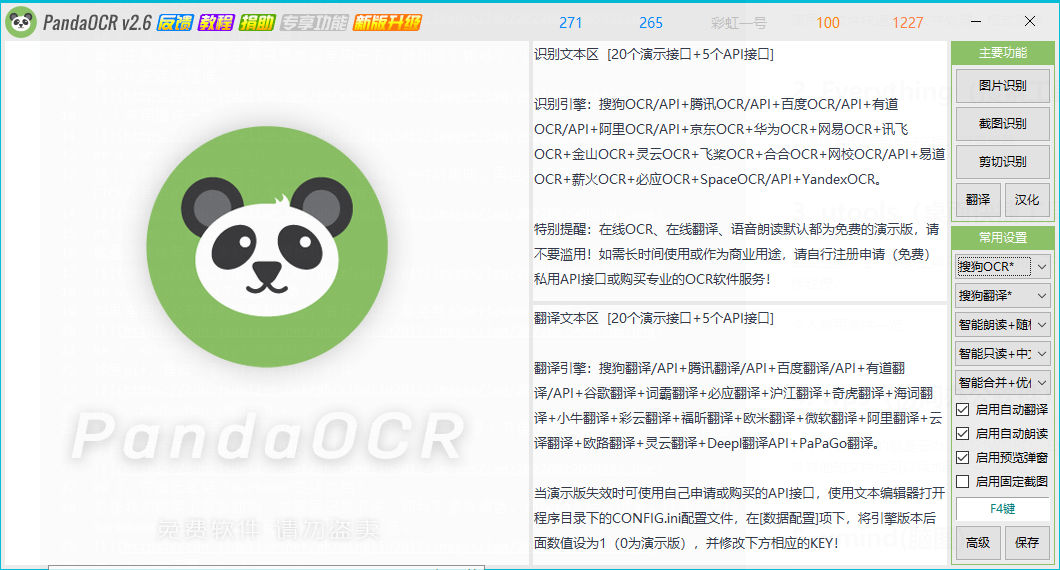 PandaOCR v2.6 反馈 教程 捐助 专享功能 新版升级 271 265 彩虹一号 100 1227
PandaOCR
免费软件 请勿盗卖
识别文本区 [20个演示接口+5个API接口]
识别引擎：搜狗OCR/API+腾讯OCR/API+百度OCR/API+有道
OCR/API+阿里OCR/API+京东OCR+华为OCR+网易OCR+讯飞
OCR+金山OCR+灵云OCR+飞桨OCR+合合OCR+网校OCR/API+易道
OCR+薪火OCR+必应OCR+SpaceOCR/API+YandexOCR。
特别提醒：在线OCR、在线翻译、语音朗读默认都为免费的演示版，请
不要滥用！如需长时间使用或作为商业用途，请自行注册申请（免费）
私用API接口或购买专业的OCR软件服务！
翻译文本区 [20个演示接口+5个API接口]
翻译引擎：搜狗翻译/API+腾讯翻译/API+百度翻译/API+有道翻
译/API+谷歌翻译+词霸翻译+必应翻译+沪江翻译+奇虎翻译+海词翻
译+小牛翻译+彩云翻译+福昕翻译+欧米翻译+微软翻译+阿里翻译+云
译翻译+欧路翻译+灵云翻译+Deepl翻译API+PaPaGo翻译。
当演示版失效时可使用自己申请或购买的API接口，使用文本编辑器打开
程序目录下的CONFIG.ini配置文件，在[数据配置]项下，将引擎版本后
面数值设为1（0为演示版），并修改下方相应的KEY！
主要功能
图片识别
截图识别
剪切识别
翻译 汉化
常用设置
搜狗OCR*
搜狗翻译*
智能朗读+随
智能只读+中
智能合并+优
启用自动翻译
启用自动朗读
启用预览弹窗
启用固定截图
F4键
高级 保存